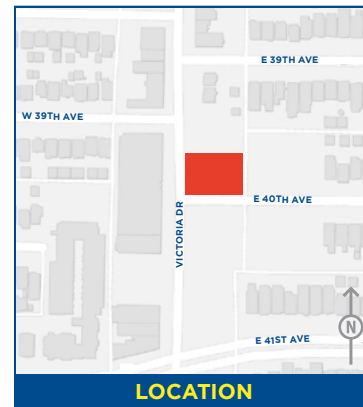 E 39TH AVE
W 39TH AVE
E 40TH AVE
VICTORIA DR
N
E 41ST AVE
LOCATION